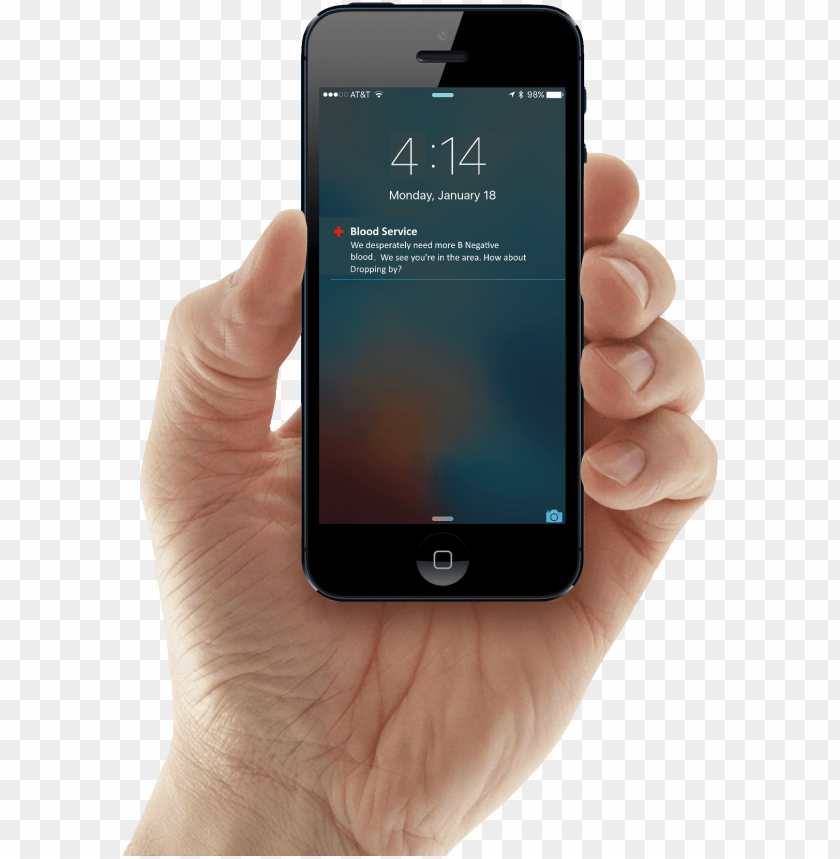 AT&T 98%
4:14
Monday, January 18
Blood Service
We desperately need more B Negative
blood. We see you're in the area. How about
Dropping by?